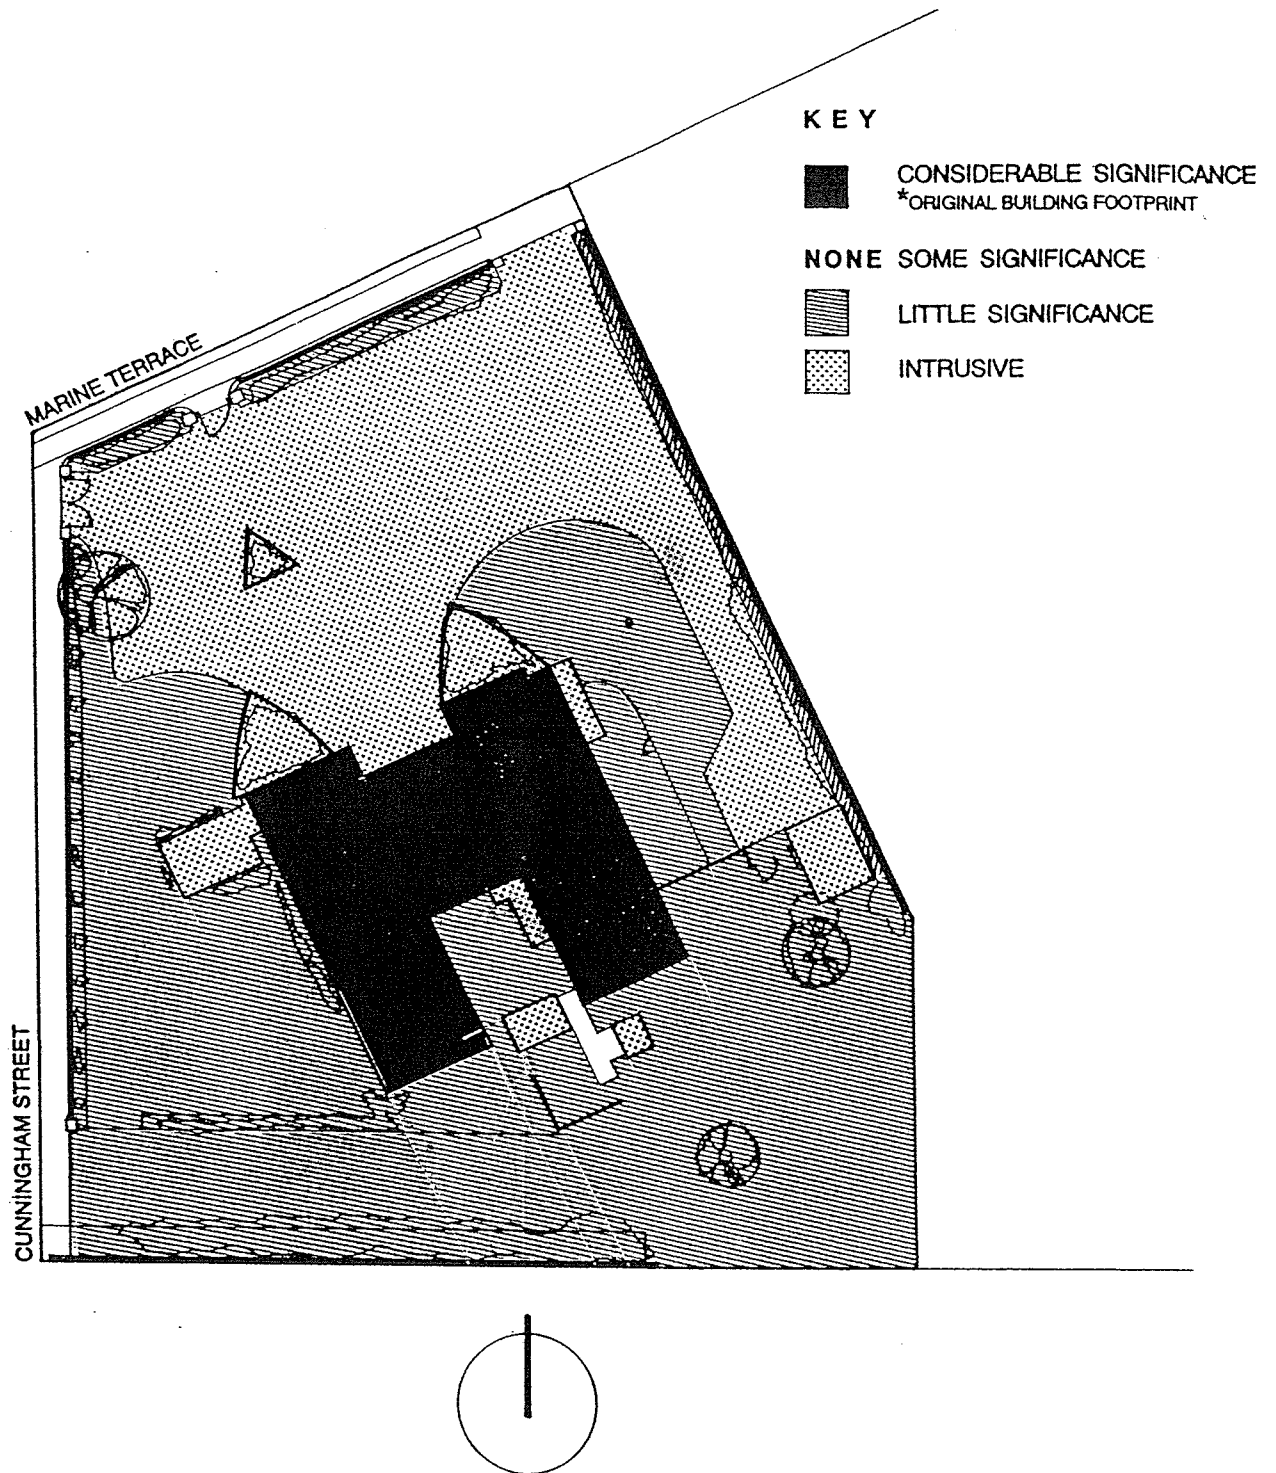 KEY
CONSIDERABLE SIGNIFICANCE
*ORIGINAL BUILDING FOOTPRINT
NONE SOME SIGNIFICANCE
LITTLE SIGNIFICANCE
INTRUSIVE
MARINE TERRACE
CUNNINGHAM STREET